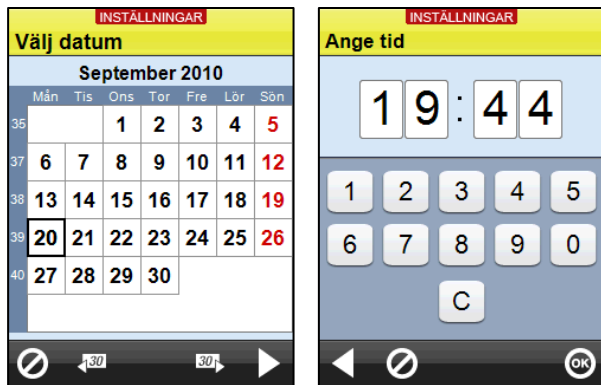 INSTÄLLNINGAR
Välj datum
September 2010
Mån Tis Ons Tor Fre Lör Sön
35 1 2 3 4 5
37 6 7 8 9 10 11 12
38 13 14 15 16 17 18 19
39 20 21 22 23 24 25 26
40 27 28 29 30
30 30
INSTÄLLNINGAR
Ange tid
19:44
1 2 3 4 5
6 7 8 9 0
C
OK